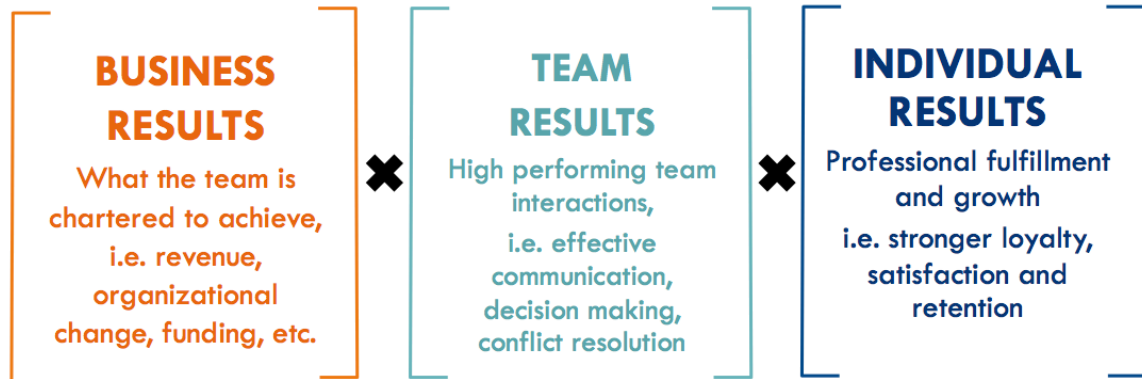 BUSINESS
RESULTS
What the team is
chartered to achieve,
i.e. revenue,
organizational
change, funding, etc.
TEAM
RESULTS
High performing team
interactions,
i.e. effective
communication,
decision making,
conflict resolution
INDIVIDUAL
RESULTS
Professional fulfillment
and growth
i.e. stronger loyalty,
satisfaction and
retention